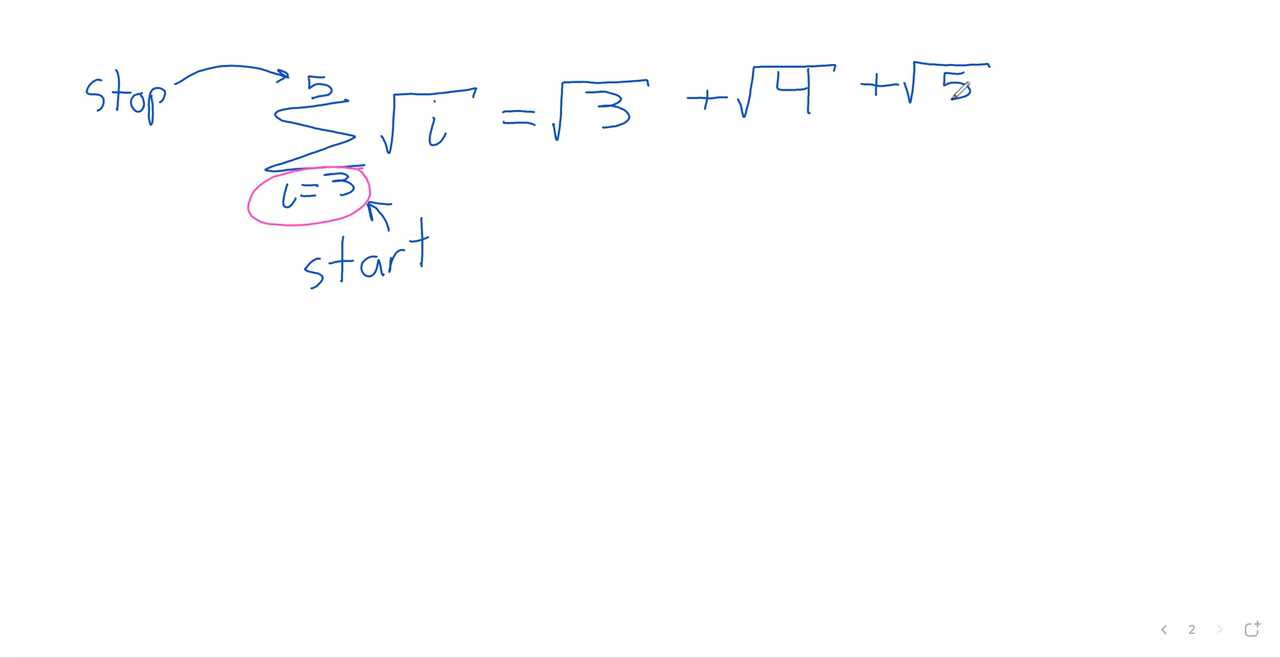 stop
5
∑ √i = √3 + √4 + √5
i=3
start
2